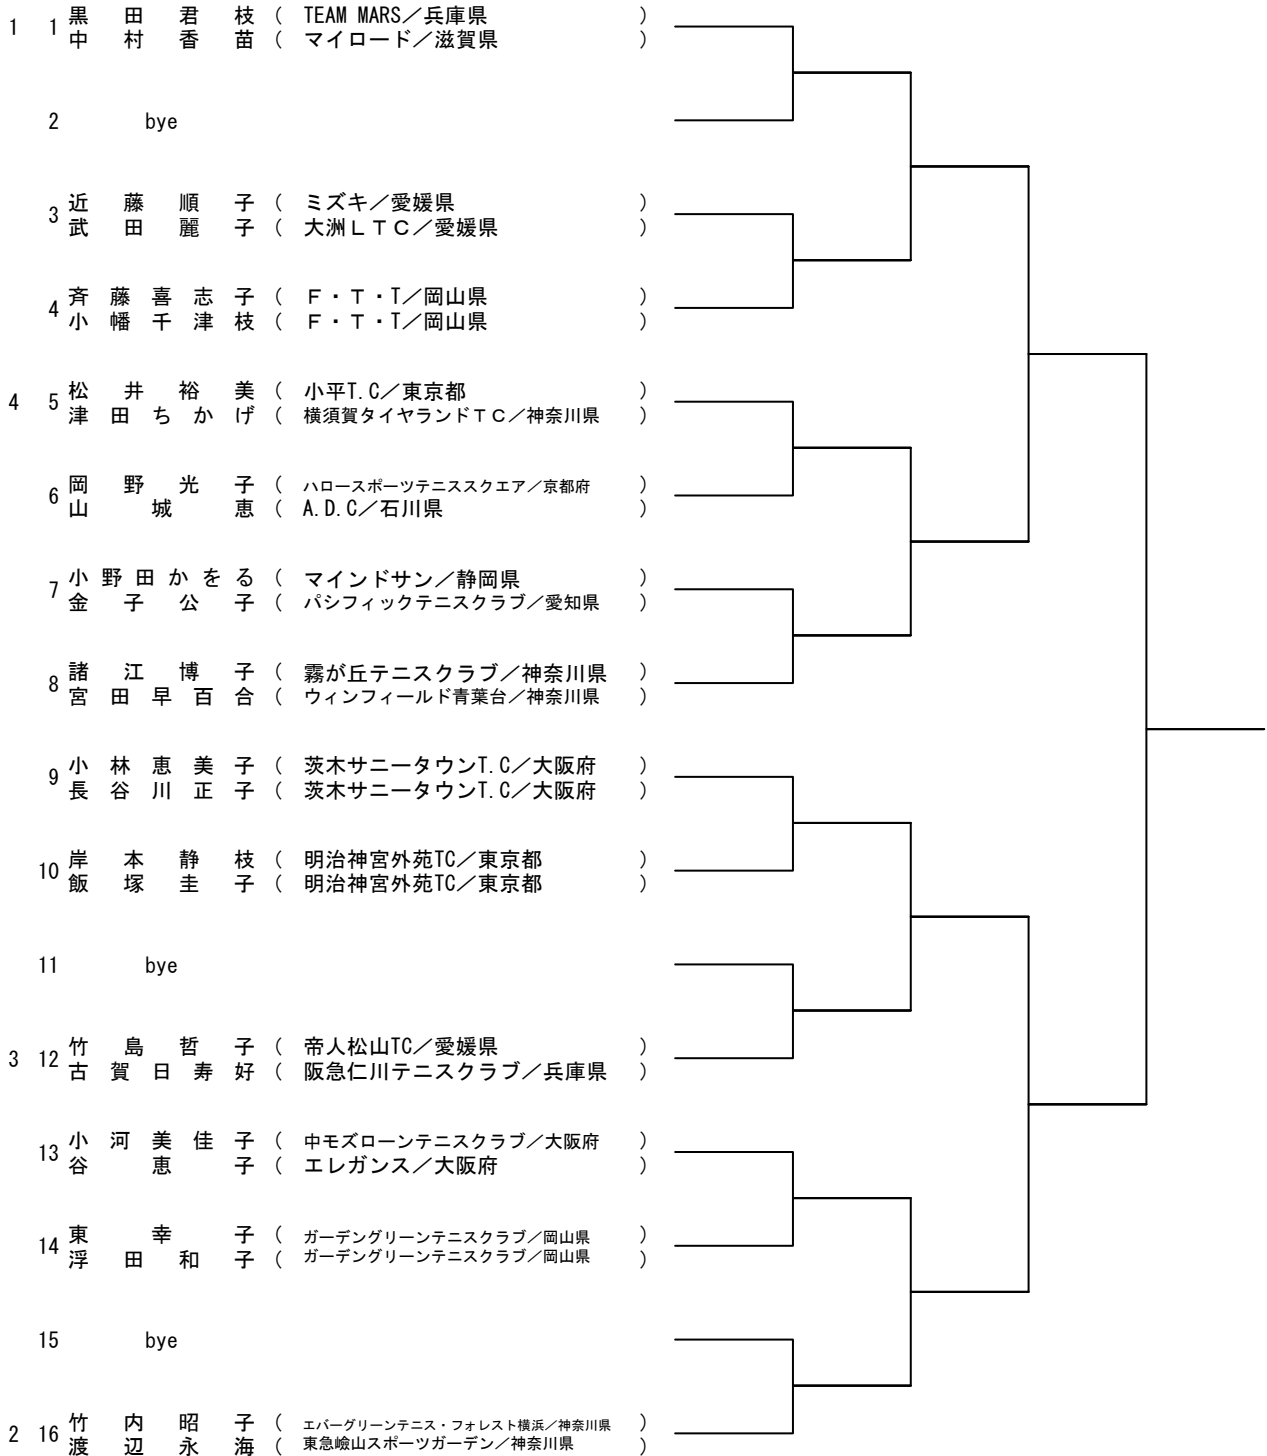 1 1 黒田君枝 ( TEAM MARS／兵庫県 )
中村香苗 ( マイロード／滋賀県 )
2 bye
3 近藤順子 ( ミズキ／愛媛県 )
武田麗子 ( 大洲ＬＴＣ／愛媛県 )
4 斉藤喜志子 ( Ｆ・Ｔ・T／岡山県 )
小幡千津枝 ( Ｆ・Ｔ・T／岡山県 )
4 5 松井裕美 ( 小平T.C／東京都 )
津田ちかげ ( 横須賀タイヤランドＴＣ／神奈川県 )
6 岡野光子 ( ハロースポーツテニススクエア／京都府 )
山城恵 ( A.D.C／石川県 )
7 小野田かをる ( マインドサン／静岡県 )
金子公子 ( パシフィックテニスクラブ／愛知県 )
8 諸江博子 ( 霧が丘テニスクラブ／神奈川県 )
宮田早百合 ( ウィンフィールド青葉台／神奈川県 )
9 小林恵美子 ( 茨木サニータウンT.C／大阪府 )
長谷川正子 ( 茨木サニータウンT.C／大阪府 )
10 岸本静枝 ( 明治神宮外苑TC／東京都 )
飯塚圭子 ( 明治神宮外苑TC／東京都 )
11 bye
3 12 竹島哲子 ( 帝人松山TC／愛媛県 )
古賀日寿好 ( 阪急仁川テニスクラブ／兵庫県 )
13 小河美佳子 ( 中モズローンテニスクラブ／大阪府 )
谷恵子 ( エレガンス／大阪府 )
14 東幸子 ( ガーデングリーンテニスクラブ／岡山県 )
浮田和子 ( ガーデングリーンテニスクラブ／岡山県 )
15 bye
2 16 竹内昭子 ( エバーグリーンテニス・フォレスト横浜／神奈川県 )
渡辺永海 ( 東急嶮山スポーツガーデン／神奈川県 )